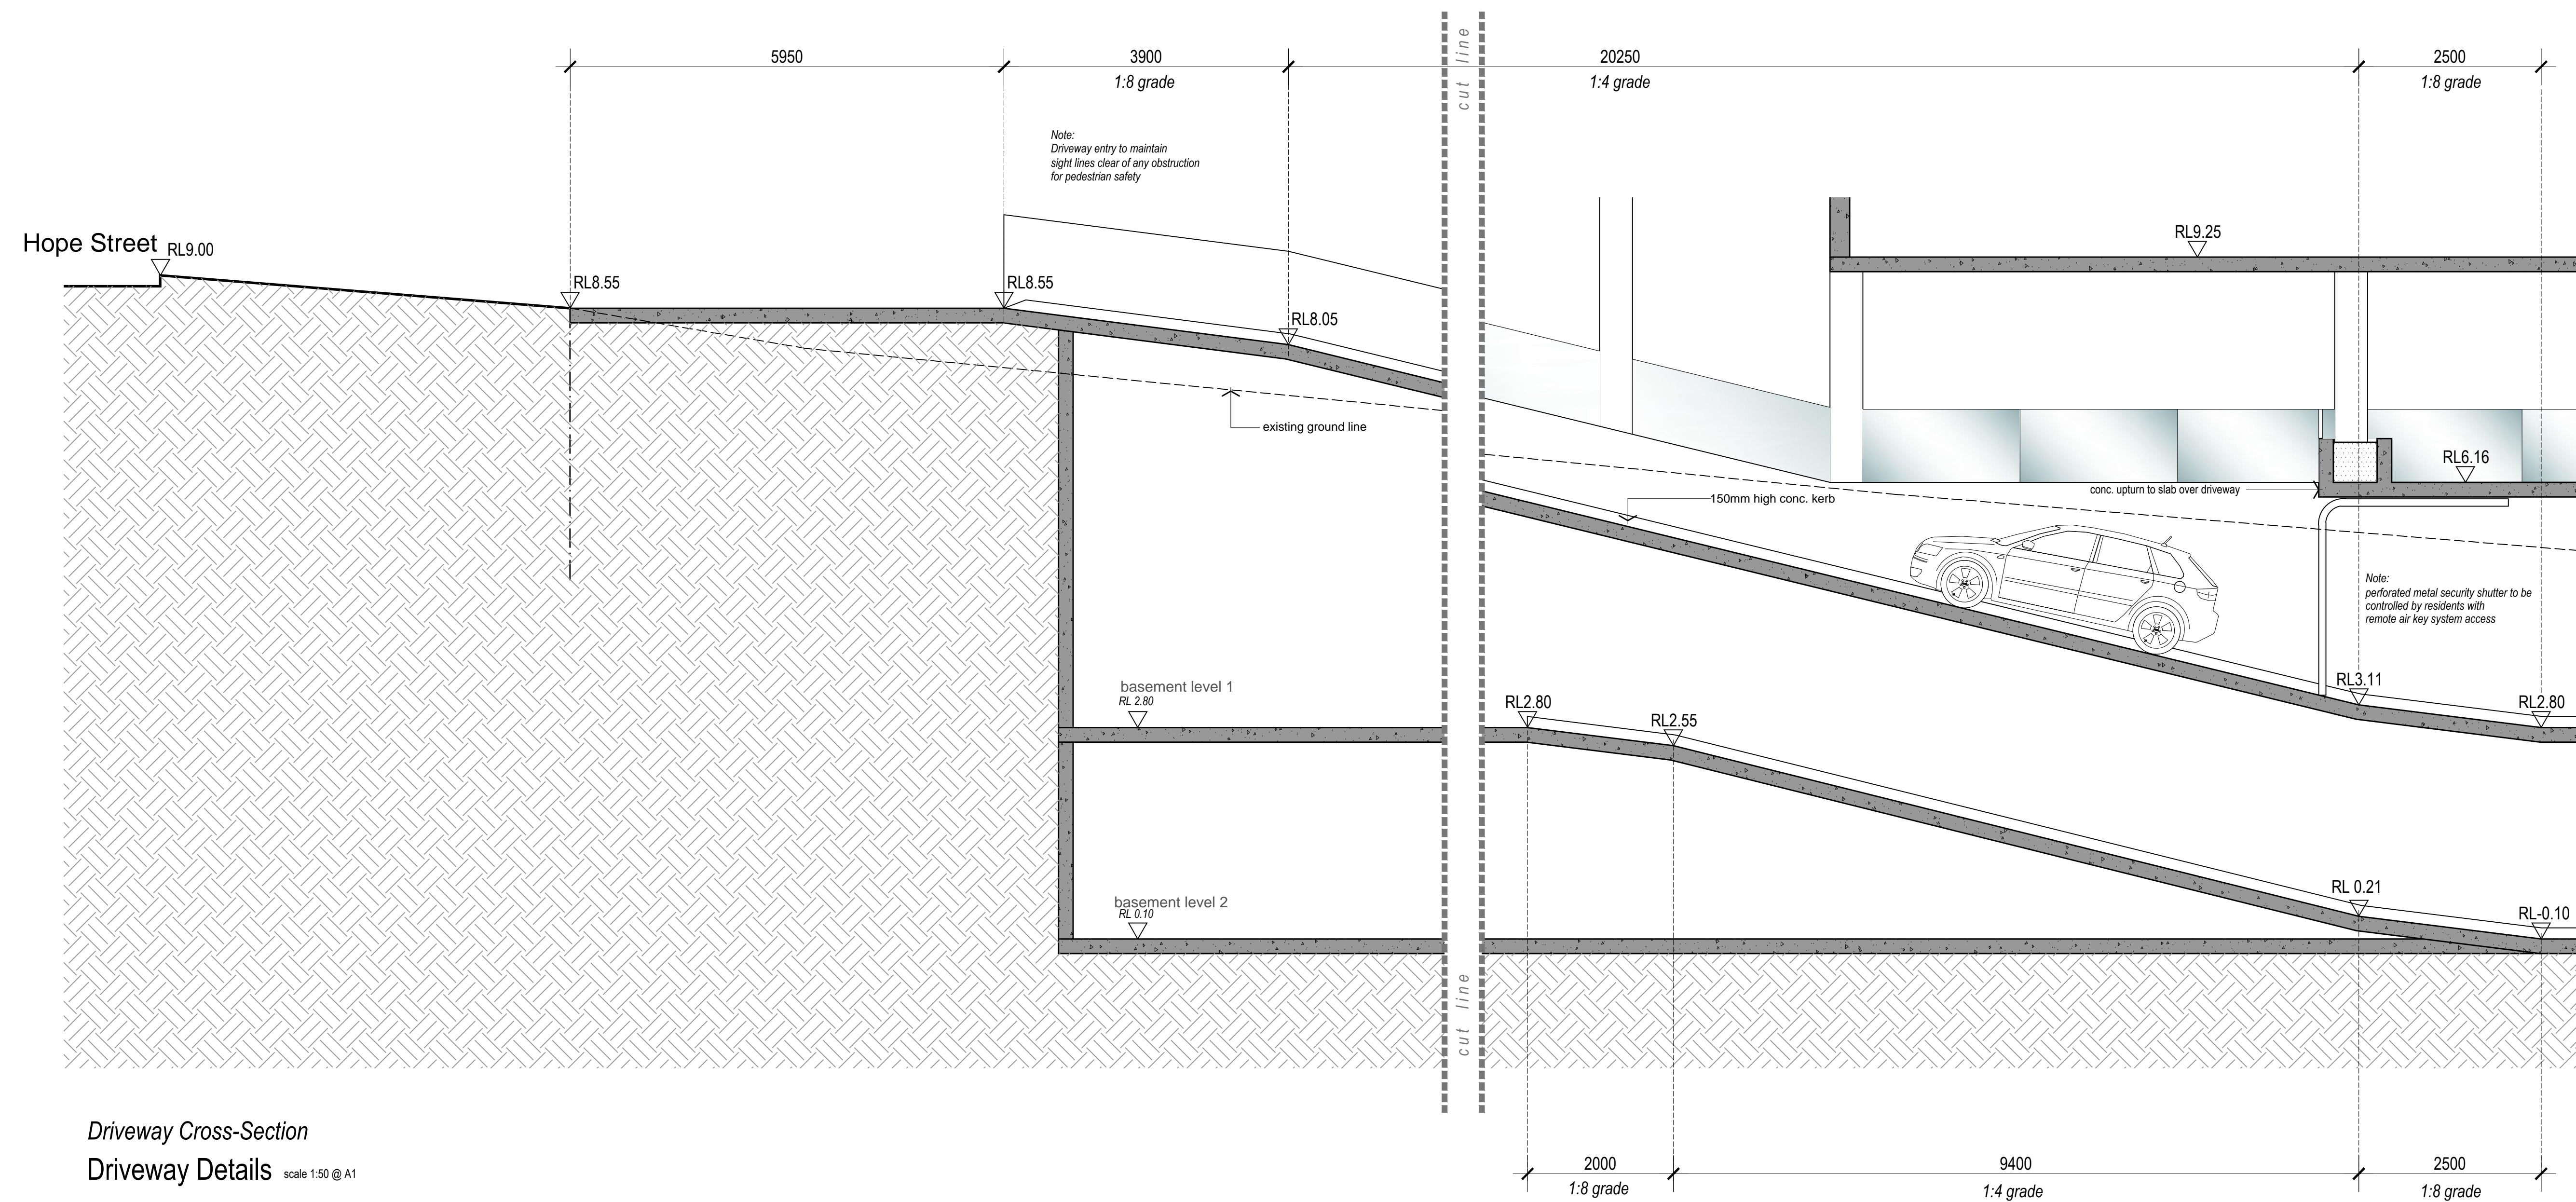 5950
3900
20250
2500
1:8 grade
1:4 grade
1:8 grade
cut line
Note:
Driveway entry to maintain
sight lines clear of any obstruction
for pedestrian safety
Hope Street
RL9.00
RL9.25
RL8.55
RL8.55
RL8.05
existing ground line
RL6.16
conc. upturn to slab over driveway
150mm high conc. kerb
Note:
perforated metal security shutter to be
controlled by residents with
remote air key system access
basement level 1
RL 2.80
RL2.80
RL2.55
RL3.11
RL2.80
basement level 2
RL 0.10
RL 0.21
RL-0.10
cut line
Driveway Cross-Section
Driveway Details scale 1:50 @ A1
2000
9400
2500
1:8 grade
1:4 grade
1:8 grade